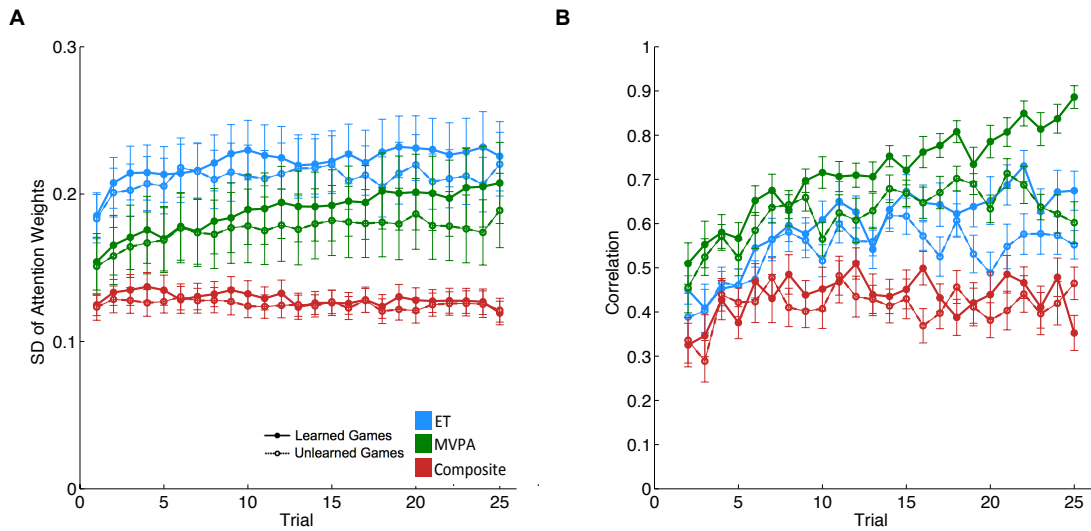 A
B
SD of Attention Weights
0.3
0.2
0.1
0
0
5
10
15
20
25
Trial
Learned Games
Unlearned Games
ET
MVPA
Composite
Correlation
1
0.9
0.8
0.7
0.6
0.5
0.4
0.3
0.2
0.1
0
0
5
10
15
20
25
Trial